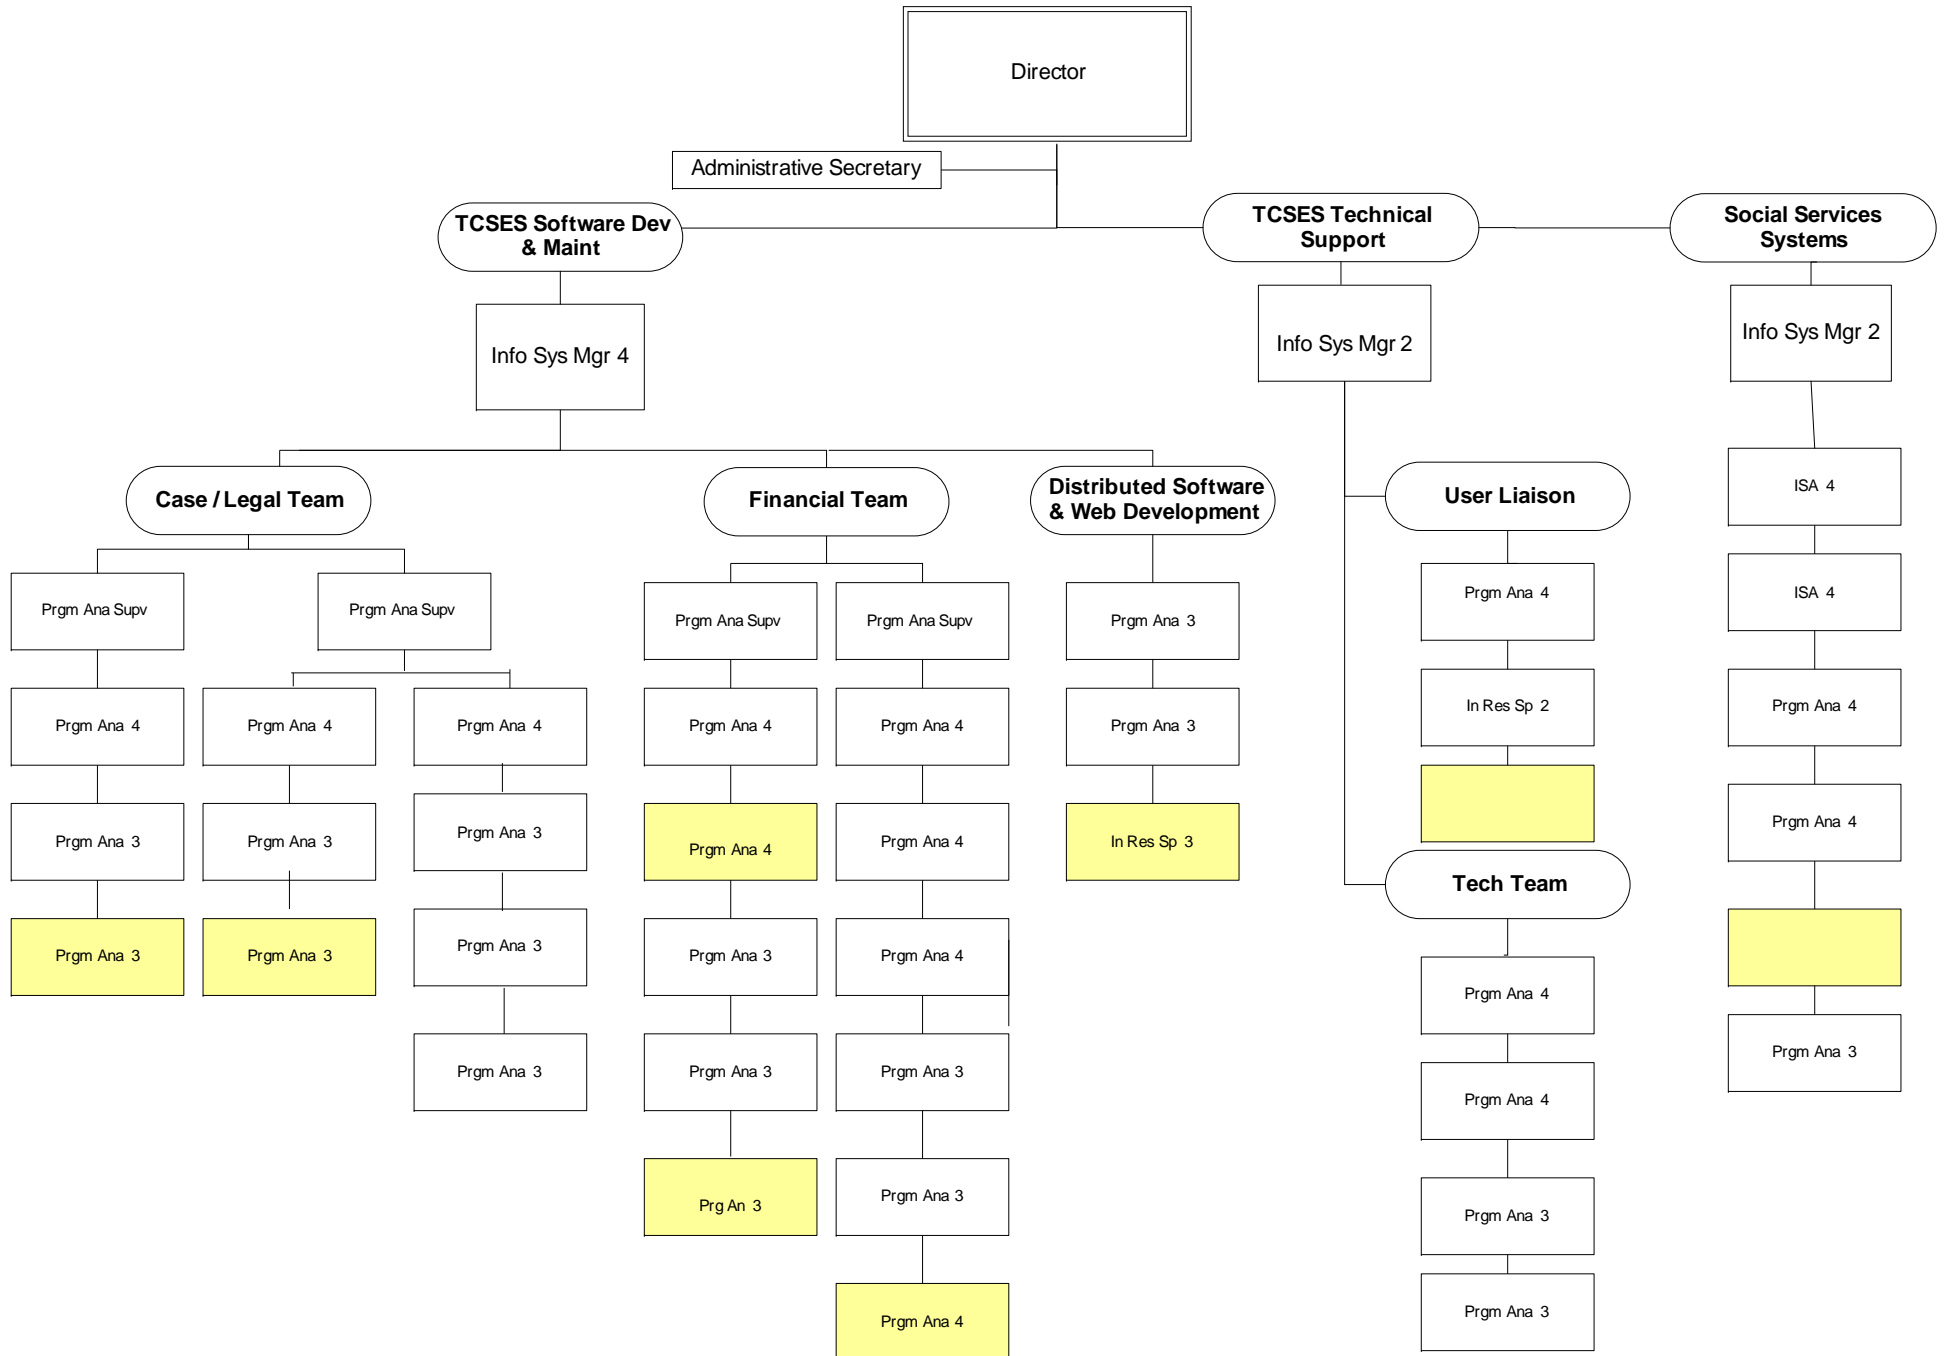 Director
Administrative Secretary
TCSES Software Dev
& Maint
TCSES Technical
Support
Social Services
Systems
Info Sys Mgr 4
Info Sys Mgr 2
Info Sys Mgr 2
Case / Legal Team
Financial Team
Distributed Software
& Web Development
User Liaison
ISA 4
Prgm Ana Supv
Prgm Ana Supv
Prgm Ana Supv
Prgm Ana Supv
Prgm Ana 3
Prgm Ana 4
ISA 4
Prgm Ana 4
Prgm Ana 4
Prgm Ana 4
Prgm Ana 4
Prgm Ana 4
Prgm Ana 3
In Res Sp 2
Prgm Ana 4
Prgm Ana 3
Prgm Ana 3
Prgm Ana 3
Prgm Ana 4
Prgm Ana 4
In Res Sp 3
Prgm Ana 4
Tech Team
Prgm Ana 3
Prgm Ana 3
Prgm Ana 3
Prgm Ana 3
Prgm Ana 4
Prgm Ana 4
Prgm Ana 3
Prgm Ana 3
Prgm Ana 3
Prgm Ana 3
Prgm Ana 4
Prg An 3
Prgm Ana 3
Prgm Ana 3
Prgm Ana 4
Prgm Ana 3